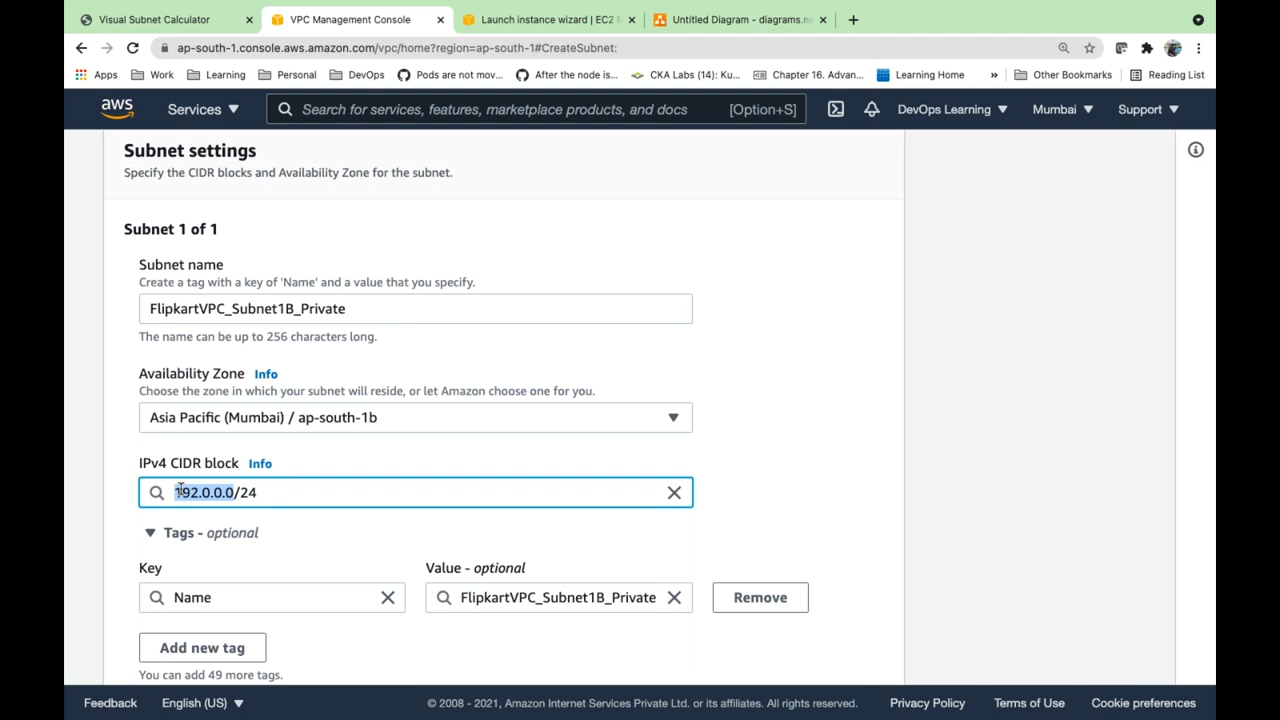 Visual Subnet Calculator
VPC Management Console
Launch instance wizard | EC2 M
Untitled Diagram - diagrams.ne
ap-south-1.console.aws.amazon.com/vpc/home?region=ap-south-1#CreateSubnet:
Apps
Work
Learning
Personal
DevOps
Pods are not mov...
After the node is...
CKA Labs (14): Ku...
Chapter 16. Advan...
Learning Home
»
Other Bookmarks
Reading List
aws
Services
Search for services, features, marketplace products, and docs
[Option+S]
DevOps Learning
Mumbai
Support
Subnet settings
Specify the CIDR blocks and Availability Zone for the subnet.
Subnet 1 of 1
Subnet name
Create a tag with a key of 'Name' and a value that you specify.
FlipkartVPC_Subnet1B_Private
The name can be up to 256 characters long.
Availability Zone Info
Choose the zone in which your subnet will reside, or let Amazon choose one for you.
Asia Pacific (Mumbai) / ap-south-1b
IPv4 CIDR block Info
192.0.0.0/24
Tags - optional
Key
Value - optional
Name
FlipkartVPC_Subnet1B_Private
Remove
Add new tag
You can add 49 more tags.
Feedback
English (US)
© 2008 - 2021, Amazon Internet Services Private Ltd. or its affiliates. All rights reserved.
Privacy Policy
Terms of Use
Cookie preferences